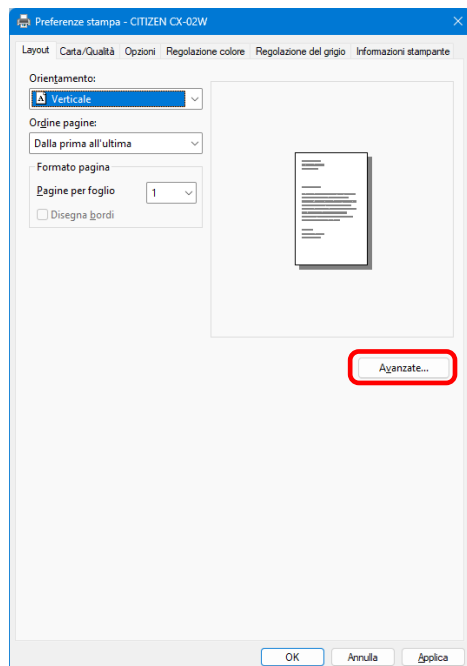 Preferenze stampa - CITIZEN CX-02W
Layout Carta/Qualità Opzioni Regolazione colore Regolazione del grigio Informazioni stampante
Orientamento:
Verticale
Ordine pagine:
Dalla prima all'ultima
Formato pagina
Pagine per foglio 1
Disegna bordi
Avanzate...
OK Annulla Applica